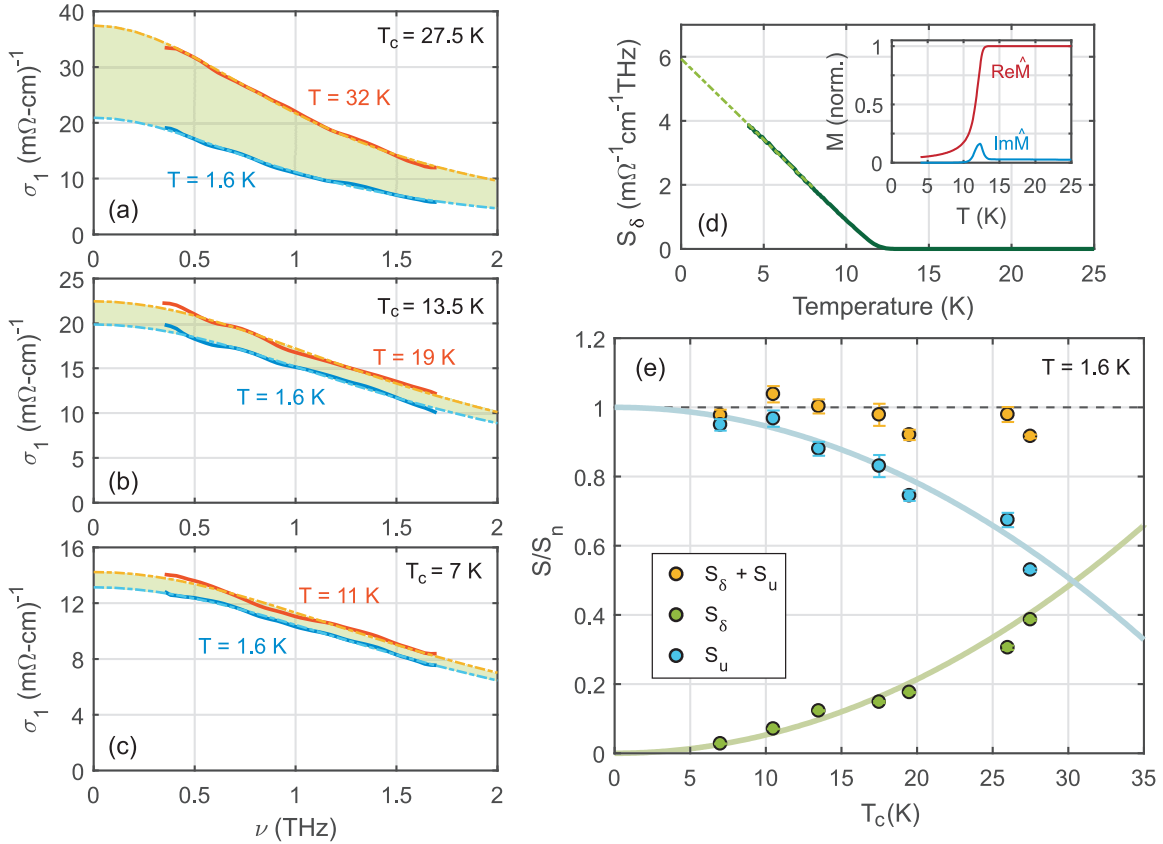 (a)
T_c = 27.5 K
T = 32 K
T = 1.6 K
σ₁ (mΩ-cm)⁻¹
40
30
20
10
0
0 0.5 1 1.5 2
(b)
T_c = 13.5 K
T = 19 K
T = 1.6 K
σ₁ (mΩ-cm)⁻¹
25
20
15
10
5
0
0 0.5 1 1.5 2
(c)
T_c = 7 K
T = 11 K
T = 1.6 K
σ₁ (mΩ-cm)⁻¹
16
12
8
4
0
0 0.5 1 1.5 2
ν (THz)
(d)
S_δ (mΩ⁻¹cm⁻¹THz)
6
4
2
0
0 5 10 15 20 25
Temperature (K)
M (norm.)
1
0.5
0
ReM̂
ImM̂
0 5 10 15 20 25
T (K)
(e)
T = 1.6 K
S/S_n
1.2
1
0.8
0.6
0.4
0.2
0
S_δ + S_u
S_δ
S_u
0 5 10 15 20 25 30 35
T_c(K)